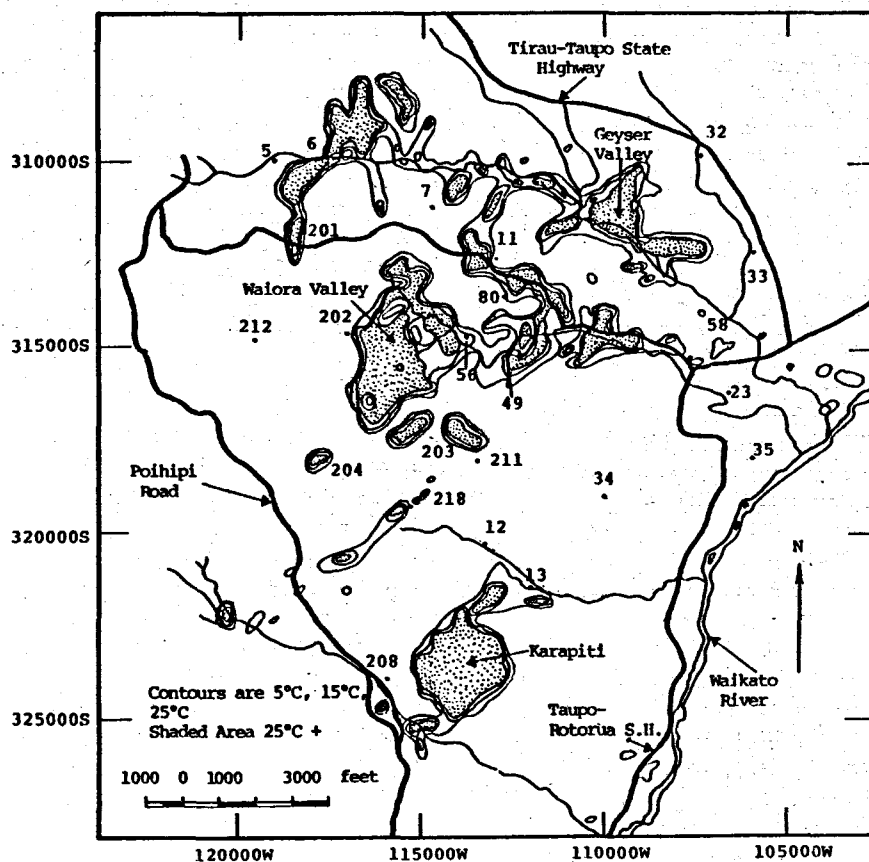 Tirau-Taupo State
Highway
32
Geyser
Valley
310000S
5
6
7
201
11
33
Waiora Valley
80
212
202
58
315000S
56
49
23
203
211
35
204
34
Poihipi
Road
218
320000S
12
N
13
Karapiti
208
Waikato
River
Contours are 5°C, 15°C,
25°C
Shaded Area 25°C +
325000S
Taupo-
Rotorua S.H.
1000 0 1000 3000 feet
120000W 115000W 110000W 105000W